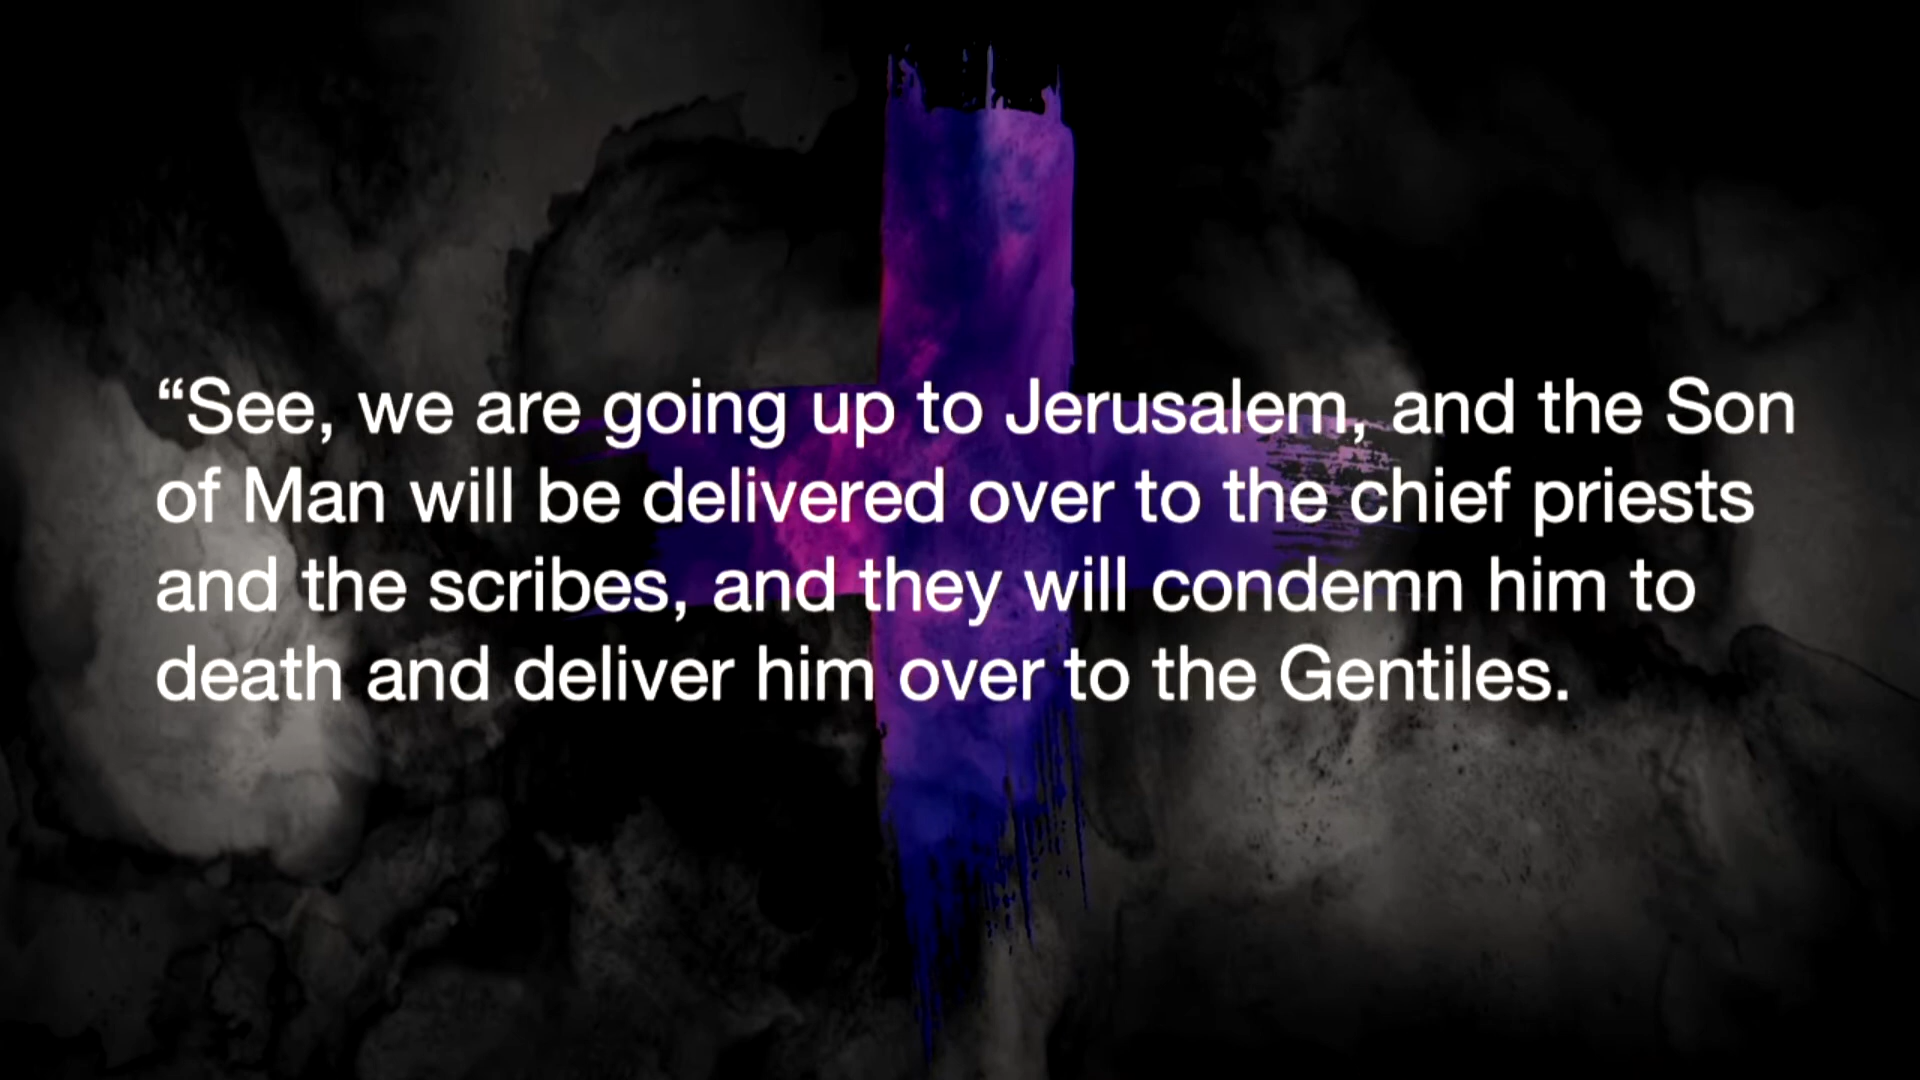 “See, we are going up to Jerusalem, and the Son
of Man will be delivered over to the chief priests
and the scribes, and they will condemn him to
death and deliver him over to the Gentiles.